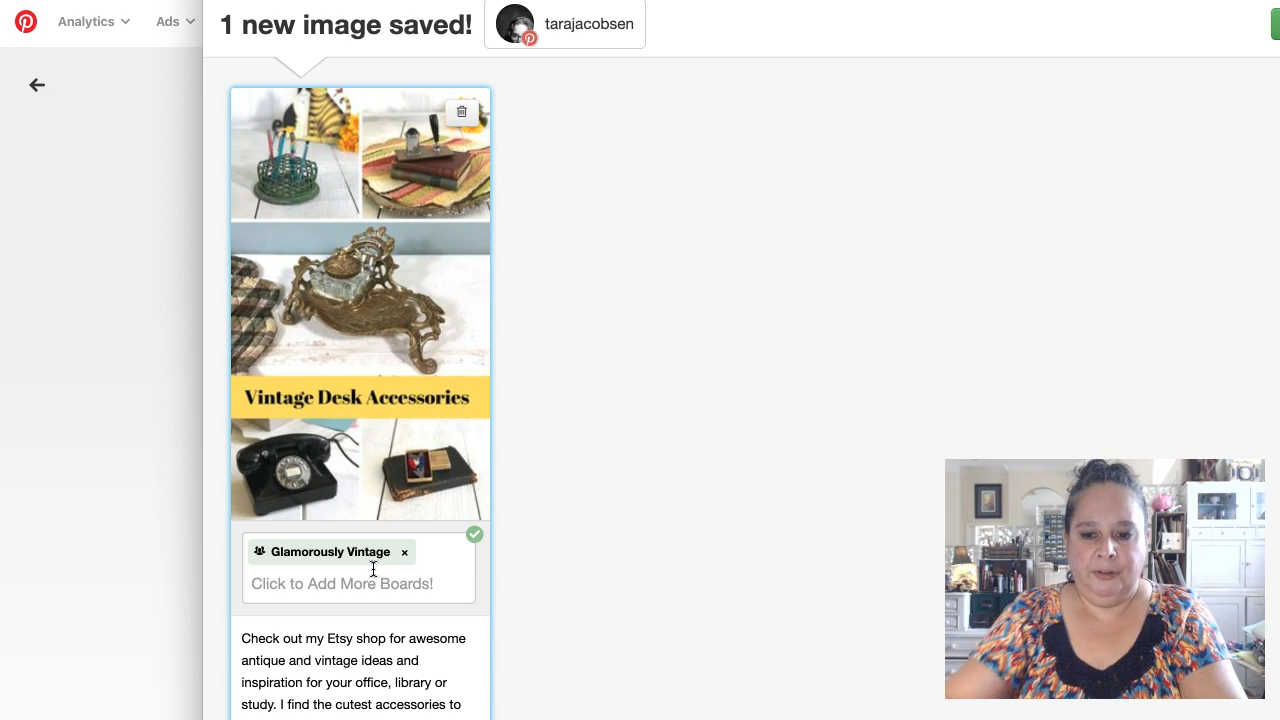 Analytics
Ads
1 new image saved!
tarajacobsen
Vintage Desk Accessories
Glamorously Vintage ×
Click to Add More Boards!
Check out my Etsy shop for awesome
antique and vintage ideas and
inspiration for your office, library or
study. I find the cutest accessories to